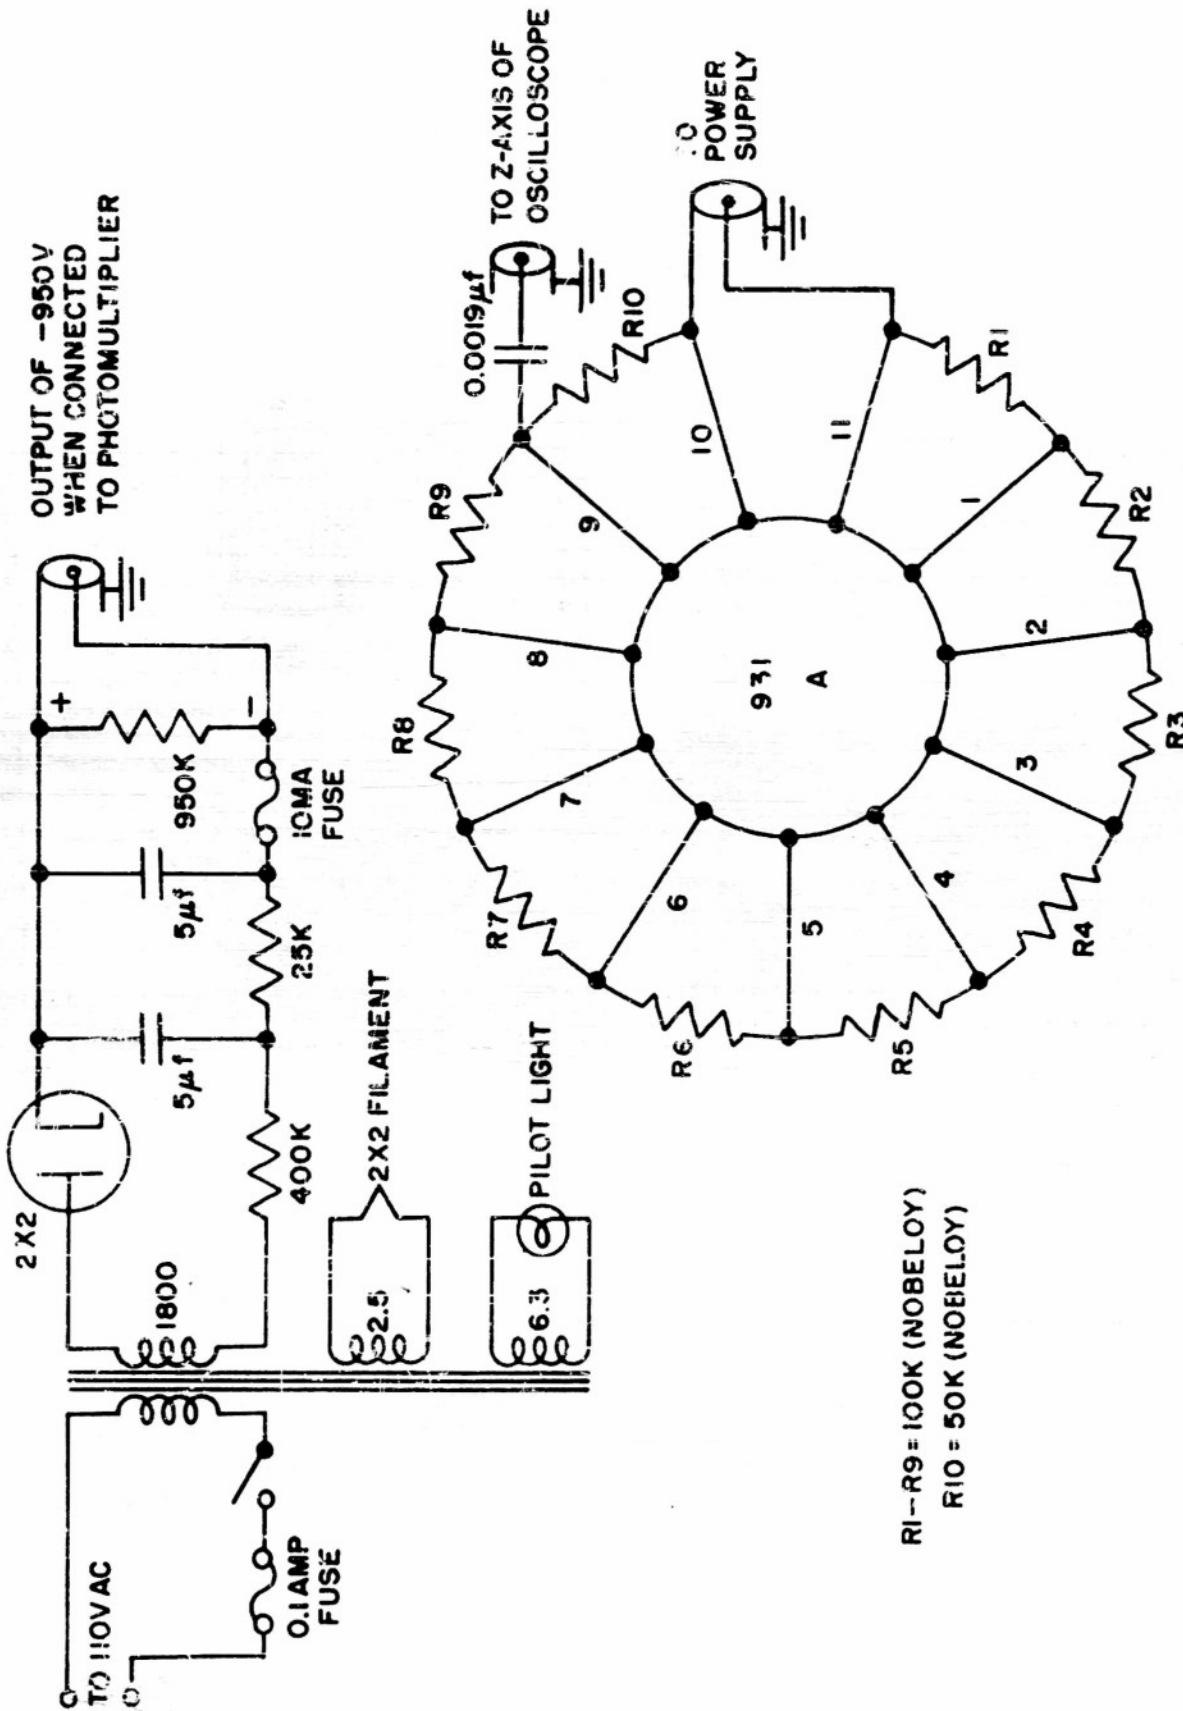 OUTPUT OF -950V
WHEN CONNECTED
TO PHOTOMULTIPLIER
2X2
1800
5µf
5µf
950K
+
-
400K
25K
10MA
FUSE
TO 110V AC
0.1AMP
FUSE
2.5
2X2 FILAMENT
6.3
PILOT LIGHT
0.0019µf
TO Z-AXIS OF
OSCILLOSCOPE
POWER
SUPPLY
R10
R9
R8
R7
R6
R5
R4
R3
R2
R1
10
11
9
8
7
6
5
4
3
2
1
931
A
R1-R9 = 100K (NOBELOY)
R10 = 50K (NOBELOY)